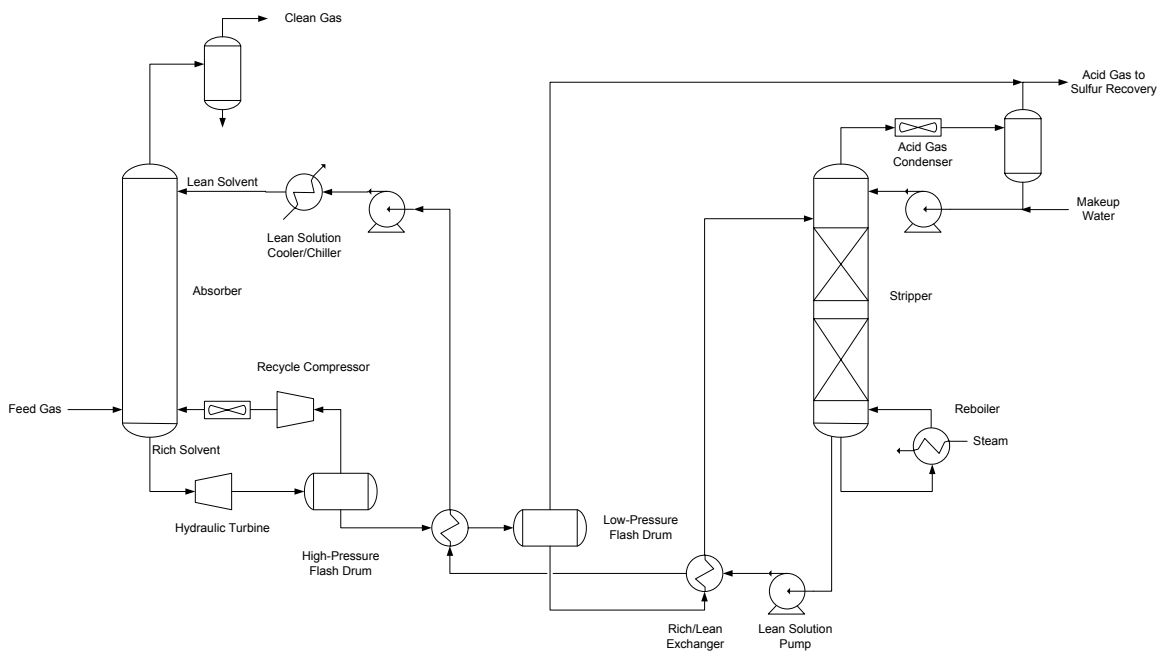 Clean Gas
Acid Gas to
Sulfur Recovery
Acid Gas
Condenser
Lean Solvent
Makeup
Water
Lean Solution
Cooler/Chiller
Absorber
Stripper
Recycle Compressor
Feed Gas
Reboiler
Steam
Rich Solvent
Hydraulic Turbine
Low-Pressure
Flash Drum
High-Pressure
Flash Drum
Rich/Lean
Exchanger
Lean Solution
Pump